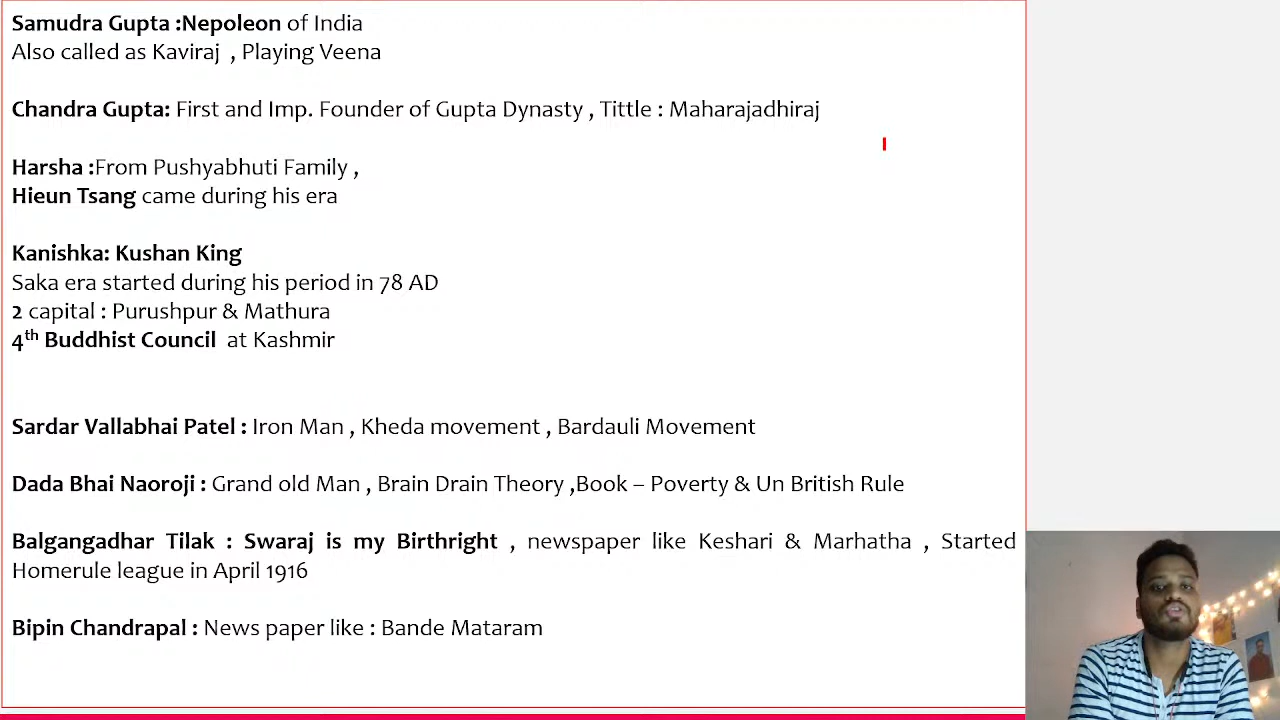 Samudra Gupta :Nepoleon of India
Also called as Kaviraj , Playing Veena
Chandra Gupta: First and Imp. Founder of Gupta Dynasty , Tittle : Maharajadhiraj
Harsha :From Pushyabhuti Family ,
Hieun Tsang came during his era
Kanishka: Kushan King
Saka era started during his period in 78 AD
2 capital : Purushpur & Mathura
4th Buddhist Council at Kashmir
Sardar Vallabhai Patel : Iron Man , Kheda movement , Bardauli Movement
Dada Bhai Naoroji : Grand old Man , Brain Drain Theory ,Book – Poverty & Un British Rule
Balgangadhar Tilak : Swaraj is my Birthright , newspaper like Keshari & Marhatha , Started
Homerule league in April 1916
Bipin Chandrapal : News paper like : Bande Mataram